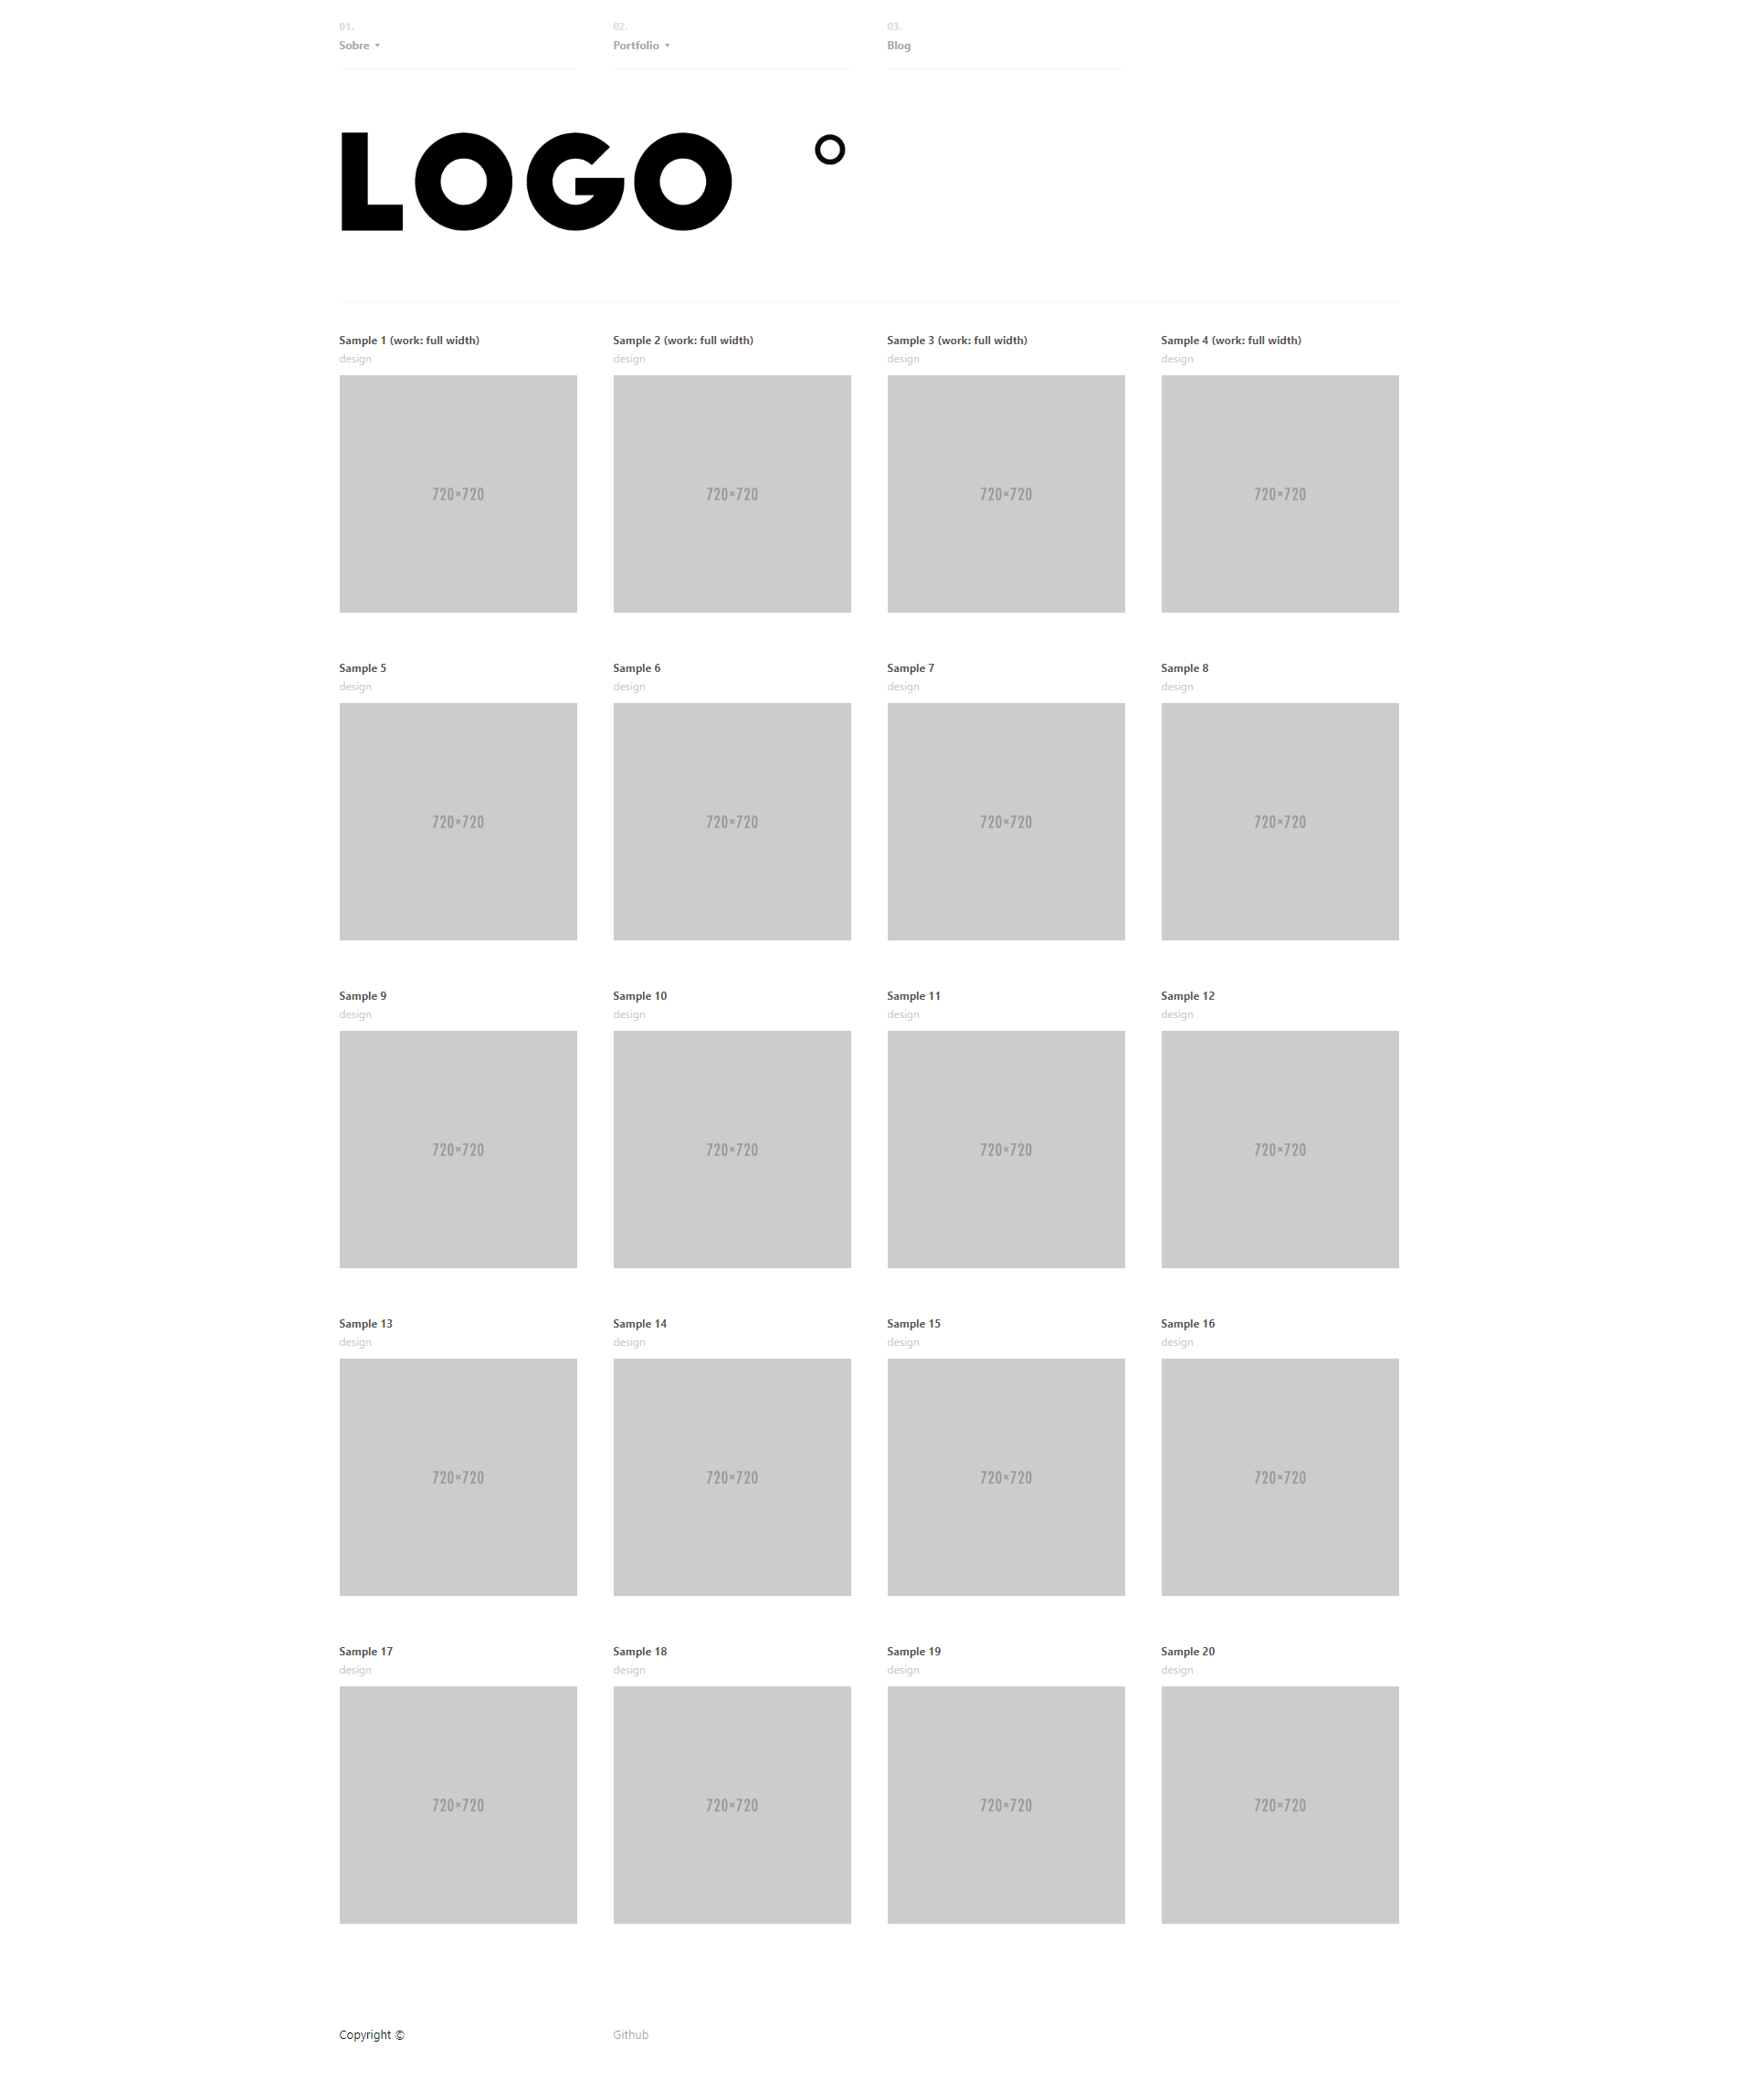 01. 02. 03.
Sobre ▾ Portfolio ▾ Blog
LOGO °
Sample 1 (work: full width) Sample 2 (work: full width) Sample 3 (work: full width) Sample 4 (work: full width)
design design design design
720×720 720×720 720×720 720×720
Sample 5 Sample 6 Sample 7 Sample 8
design design design design
720×720 720×720 720×720 720×720
Sample 9 Sample 10 Sample 11 Sample 12
design design design design
720×720 720×720 720×720 720×720
Sample 13 Sample 14 Sample 15 Sample 16
design design design design
720×720 720×720 720×720 720×720
Sample 17 Sample 18 Sample 19 Sample 20
design design design design
720×720 720×720 720×720 720×720
Copyright © Github